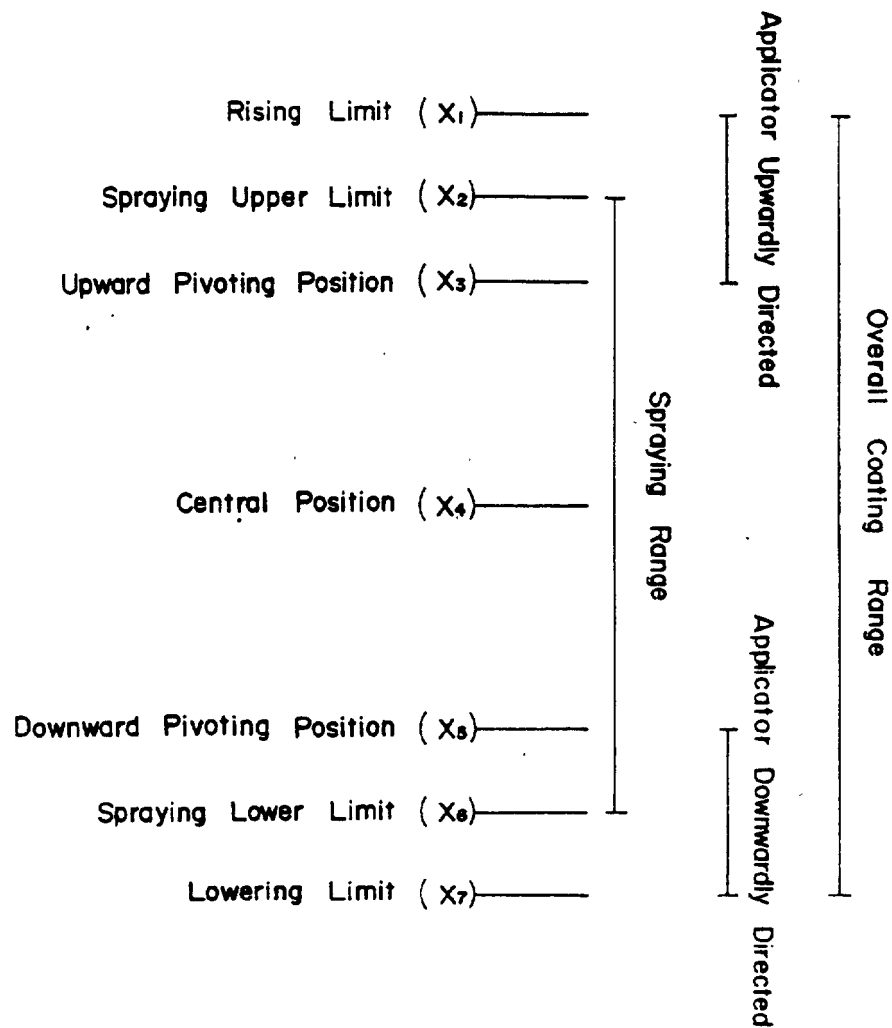 Rising Limit (X₁)
Spraying Upper Limit (X₂)
Upward Pivoting Position (X₃)
Central Position (X₄)
Downward Pivoting Position (X₅)
Spraying Lower Limit (X₆)
Lowering Limit (X₇)
Spraying Range
Applicator Upwardly Directed
Applicator Downwardly Directed
Overall Coating Range